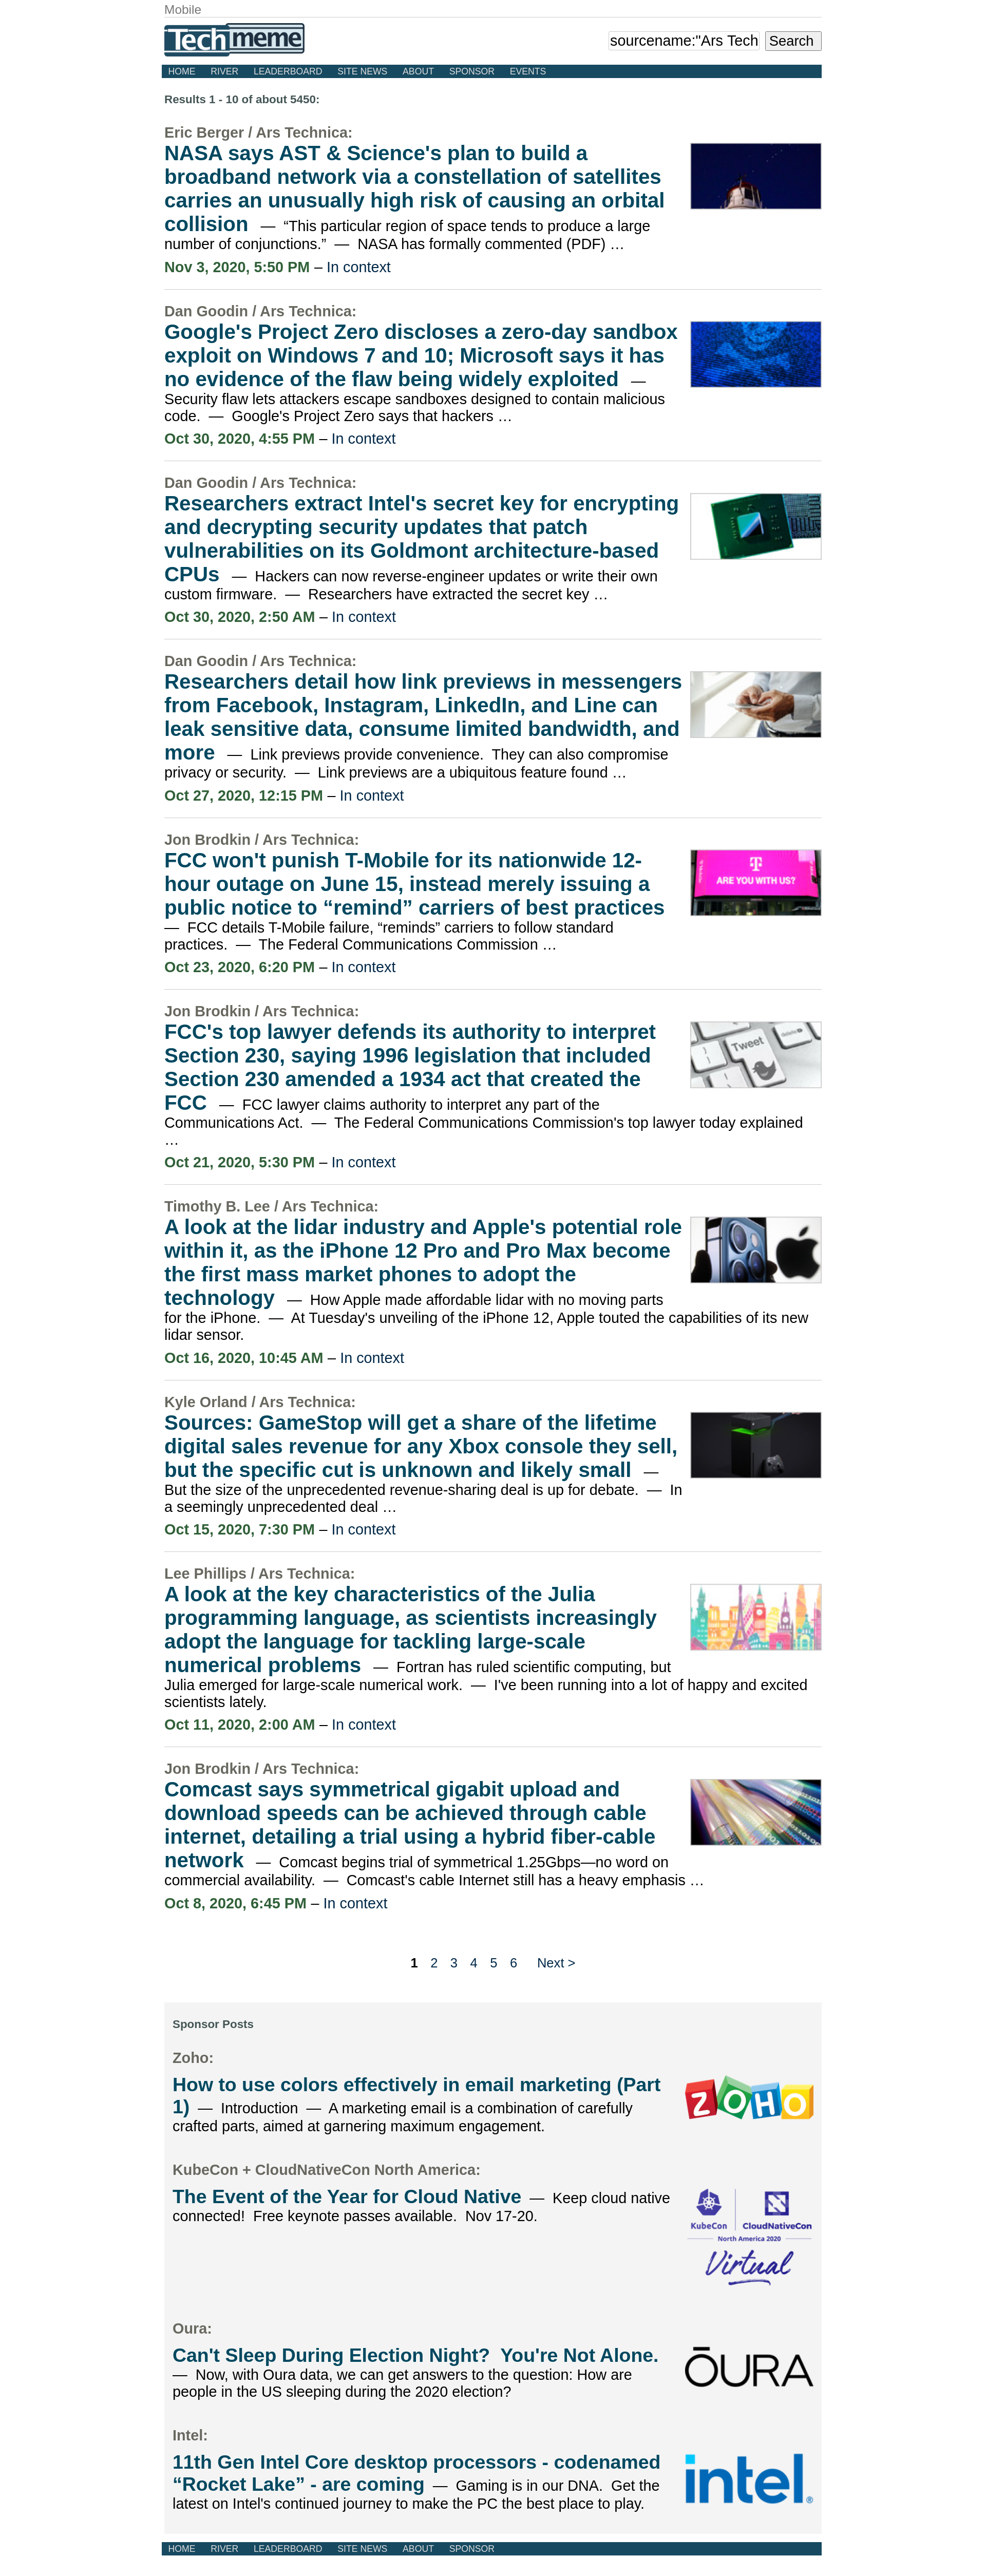 Mobile
Techmeme
sourcename:"Ars Tech
Search
HOME RIVER LEADERBOARD SITE NEWS ABOUT SPONSOR EVENTS
Results 1 - 10 of about 5450:
Eric Berger / Ars Technica:
NASA says AST & Science's plan to build a
broadband network via a constellation of satellites
carries an unusually high risk of causing an orbital
collision — “This particular region of space tends to produce a large
number of conjunctions.” — NASA has formally commented (PDF) …
Nov 3, 2020, 5:50 PM – In context
Dan Goodin / Ars Technica:
Google's Project Zero discloses a zero-day sandbox
exploit on Windows 7 and 10; Microsoft says it has
no evidence of the flaw being widely exploited —
Security flaw lets attackers escape sandboxes designed to contain malicious
code. — Google's Project Zero says that hackers …
Oct 30, 2020, 4:55 PM – In context
Dan Goodin / Ars Technica:
Researchers extract Intel's secret key for encrypting
and decrypting security updates that patch
vulnerabilities on its Goldmont architecture-based
CPUs — Hackers can now reverse-engineer updates or write their own
custom firmware. — Researchers have extracted the secret key …
Oct 30, 2020, 2:50 AM – In context
Dan Goodin / Ars Technica:
Researchers detail how link previews in messengers
from Facebook, Instagram, LinkedIn, and Line can
leak sensitive data, consume limited bandwidth, and
more — Link previews provide convenience. They can also compromise
privacy or security. — Link previews are a ubiquitous feature found …
Oct 27, 2020, 12:15 PM – In context
Jon Brodkin / Ars Technica:
FCC won't punish T-Mobile for its nationwide 12-
hour outage on June 15, instead merely issuing a
public notice to “remind” carriers of best practices
— FCC details T-Mobile failure, “reminds” carriers to follow standard
practices. — The Federal Communications Commission …
Oct 23, 2020, 6:20 PM – In context
T
ARE YOU WITH US?
Jon Brodkin / Ars Technica:
FCC's top lawyer defends its authority to interpret
Section 230, saying 1996 legislation that included
Section 230 amended a 1934 act that created the
FCC — FCC lawyer claims authority to interpret any part of the
Communications Act. — The Federal Communications Commission's top lawyer today explained
…
Oct 21, 2020, 5:30 PM – In context
Tweet
Timothy B. Lee / Ars Technica:
A look at the lidar industry and Apple's potential role
within it, as the iPhone 12 Pro and Pro Max become
the first mass market phones to adopt the
technology — How Apple made affordable lidar with no moving parts
for the iPhone. — At Tuesday's unveiling of the iPhone 12, Apple touted the capabilities of its new
lidar sensor.
Oct 16, 2020, 10:45 AM – In context
Kyle Orland / Ars Technica:
Sources: GameStop will get a share of the lifetime
digital sales revenue for any Xbox console they sell,
but the specific cut is unknown and likely small —
But the size of the unprecedented revenue-sharing deal is up for debate. — In
a seemingly unprecedented deal …
Oct 15, 2020, 7:30 PM – In context
Lee Phillips / Ars Technica:
A look at the key characteristics of the Julia
programming language, as scientists increasingly
adopt the language for tackling large-scale
numerical problems — Fortran has ruled scientific computing, but
Julia emerged for large-scale numerical work. — I've been running into a lot of happy and excited
scientists lately.
Oct 11, 2020, 2:00 AM – In context
Jon Brodkin / Ars Technica:
Comcast says symmetrical gigabit upload and
download speeds can be achieved through cable
internet, detailing a trial using a hybrid fiber-cable
network — Comcast begins trial of symmetrical 1.25Gbps—no word on
commercial availability. — Comcast's cable Internet still has a heavy emphasis …
Oct 8, 2020, 6:45 PM – In context
1 2 3 4 5 6 Next >
Sponsor Posts
Zoho:
How to use colors effectively in email marketing (Part
1) — Introduction — A marketing email is a combination of carefully
crafted parts, aimed at garnering maximum engagement.
ZOHO
KubeCon + CloudNativeCon North America:
The Event of the Year for Cloud Native — Keep cloud native
connected! Free keynote passes available. Nov 17-20.
KubeCon CloudNativeCon
North America 2020
Virtual
Oura:
Can't Sleep During Election Night? You're Not Alone.
— Now, with Oura data, we can get answers to the question: How are
people in the US sleeping during the 2020 election?
ŌURA
Intel:
11th Gen Intel Core desktop processors - codenamed
“Rocket Lake” - are coming — Gaming is in our DNA. Get the
latest on Intel's continued journey to make the PC the best place to play.
intel®
HOME RIVER LEADERBOARD SITE NEWS ABOUT SPONSOR